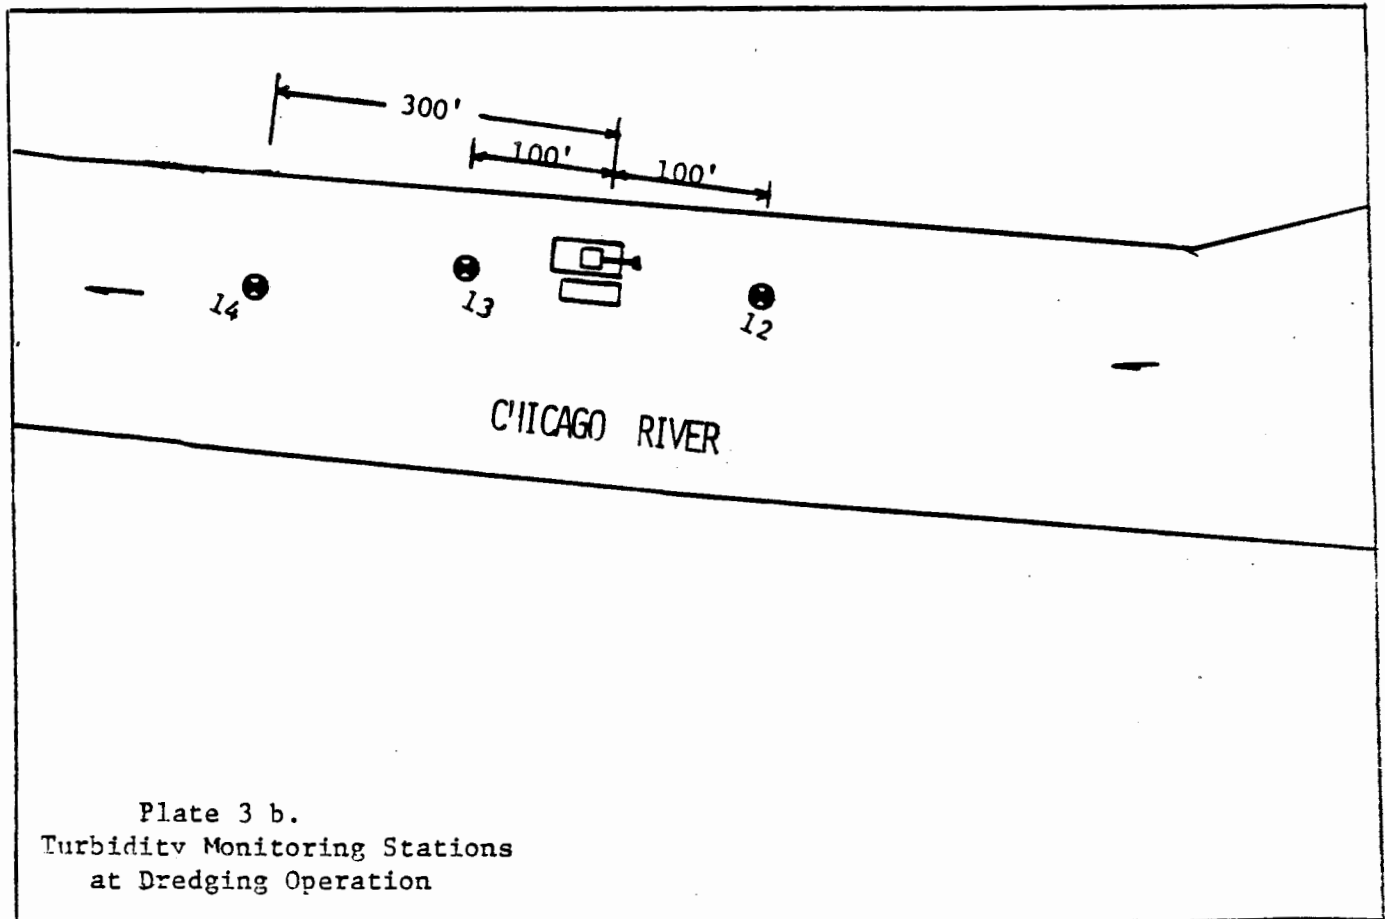 300'
100'
100'
14
13
12
CHICAGO RIVER
Plate 3 b.
Turbidity Monitoring Stations
at Dredging Operation